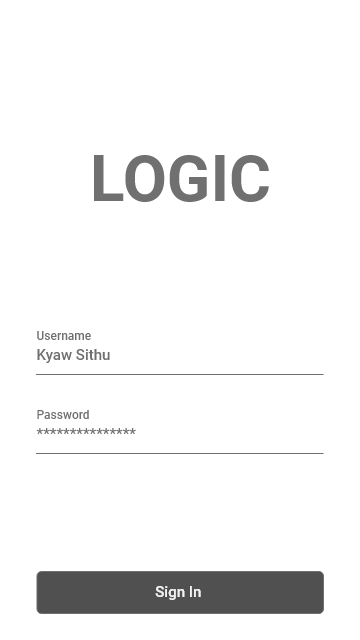 LOGIC
Username
Kyaw Sithu
Password
***************
Sign In